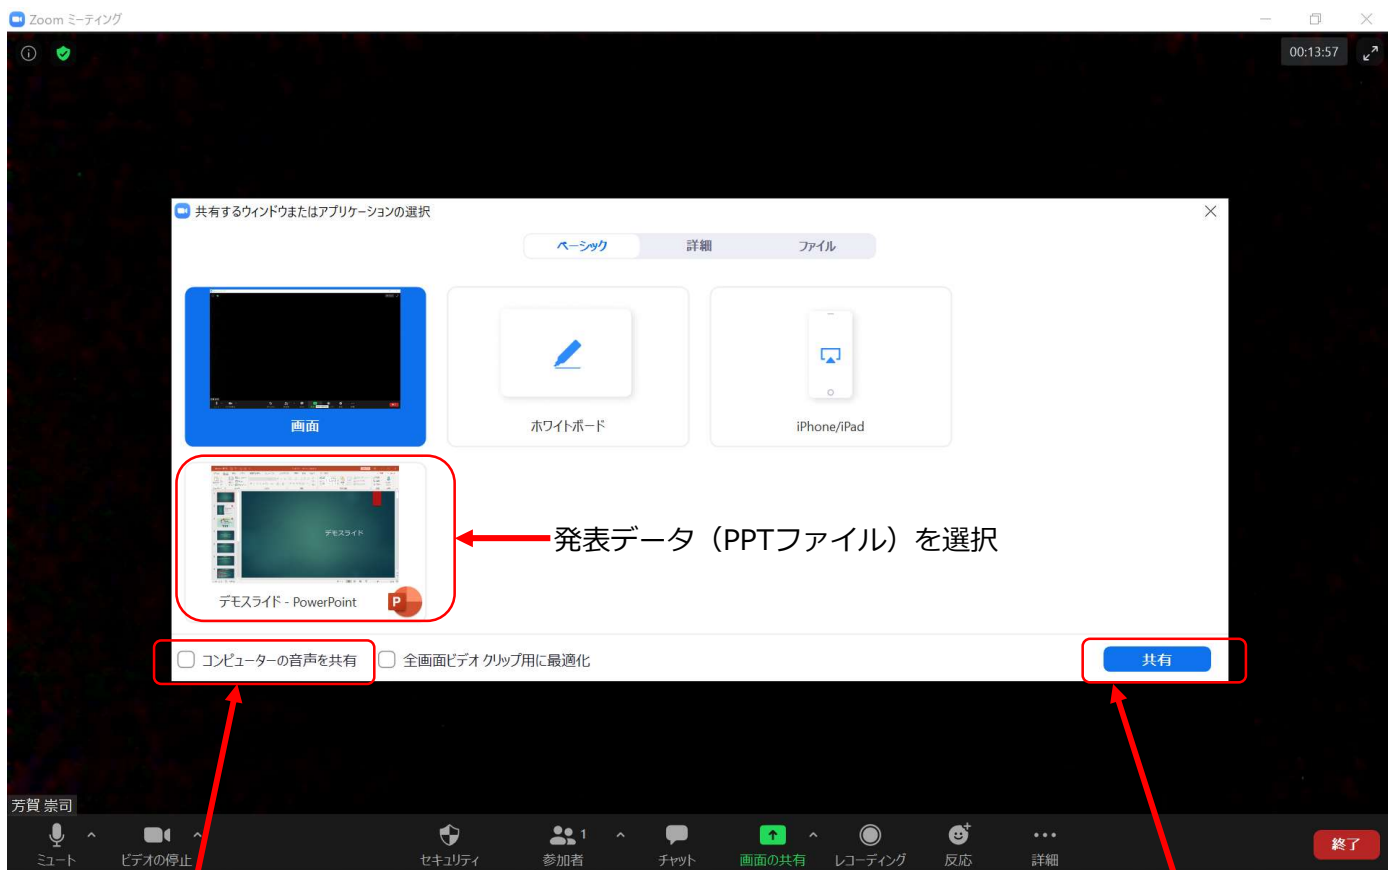 Zoom ミーティング
00:13:57
共有するウィンドウまたはアプリケーションの選択
ベーシック 詳細 ファイル
画面 ホワイトボード iPhone/iPad
デモスライド
発表データ（PPTファイル）を選択
デモスライド - PowerPoint
P
コンピューターの音声を共有 全画面ビデオ クリップ用に最適化 共有
芳賀 崇司
1
ミュート ビデオの停止 セキュリティ 参加者 チャット 画面の共有 レコーディング 反応 詳細 終了